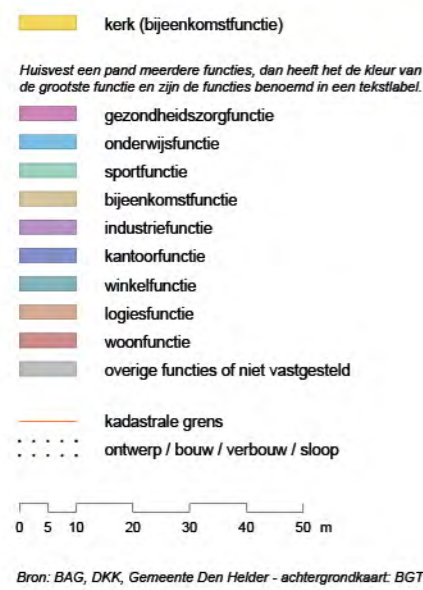 kerk (bijeenkomstfunctie)
Huisvest een pand meerdere functies, dan heeft het de kleur van
de grootste functie en zijn de functies benoemd in een tekstlabel.
gezondheidszorgfunctie
onderwijsfunctie
sportfunctie
bijeenkomstfunctie
industriefunctie
kantoorfunctie
winkelfunctie
logiesfunctie
woonfunctie
overige functies of niet vastgesteld
kadastrale grens
ontwerp / bouw / verbouw / sloop
0 5 10 20 30 40 50 m
Bron: BAG, DKK, Gemeente Den Helder - achtergrondkaart: BGT